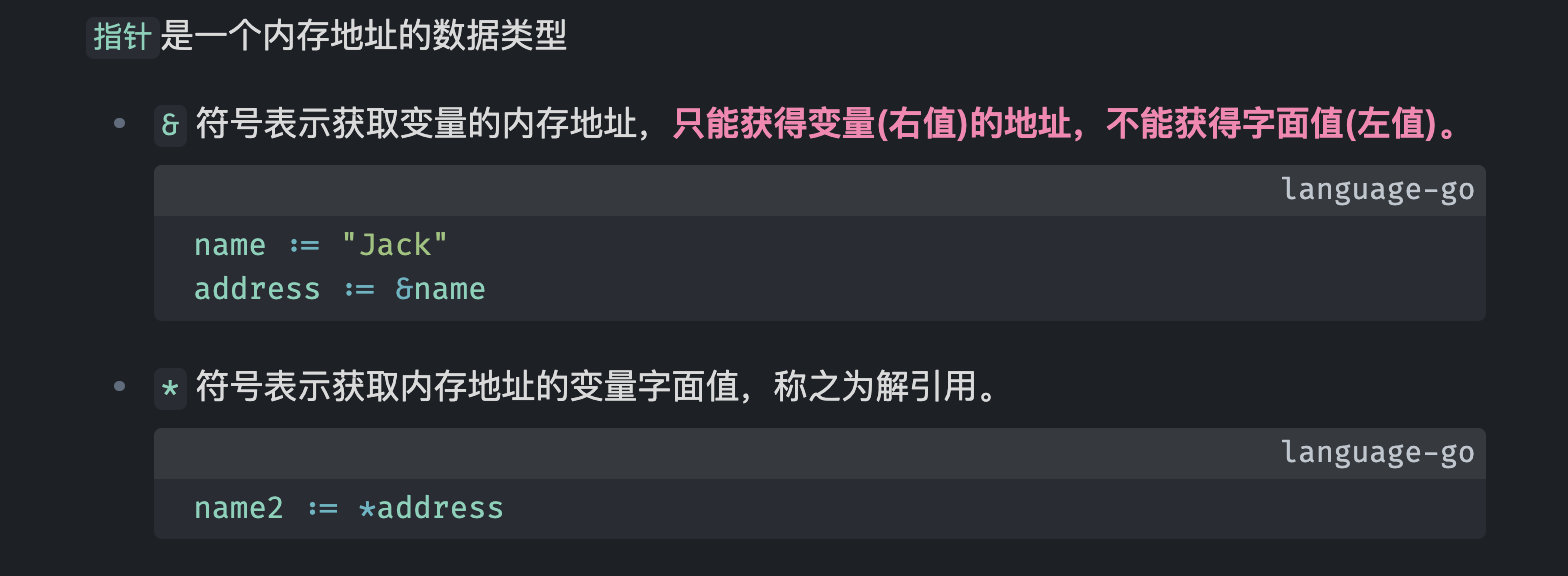 指针是一个内存地址的数据类型
& 符号表示获取变量的内存地址，只能获得变量(右值)的地址，不能获得字面值(左值)。
language-go
name := "Jack"
address := &name
* 符号表示获取内存地址的变量字面值，称之为解引用。
language-go
name2 := *address